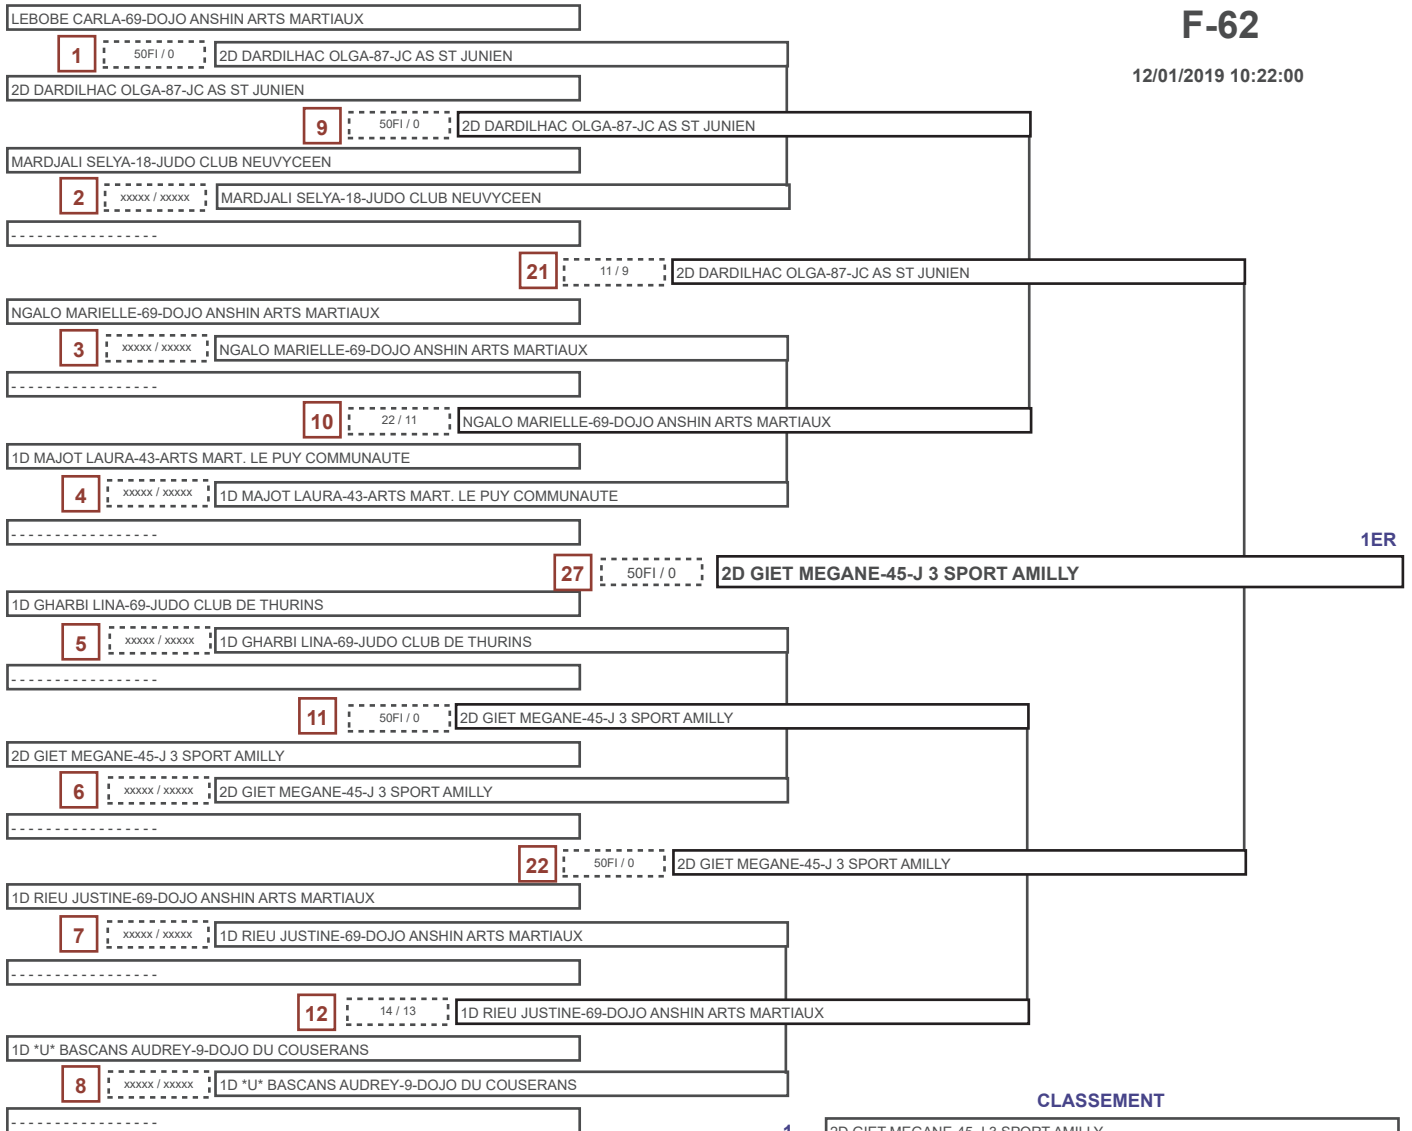 LEBOBE CARLA-69-DOJO ANSHIN ARTS MARTIAUX
F-62
1 50FI / 0 2D DARDILHAC OLGA-87-JC AS ST JUNIEN
12/01/2019 10:22:00
2D DARDILHAC OLGA-87-JC AS ST JUNIEN
9 50FI / 0 2D DARDILHAC OLGA-87-JC AS ST JUNIEN
MARDJALI SELYA-18-JUDO CLUB NEUVYCEEN
2 xxxxx / xxxxx MARDJALI SELYA-18-JUDO CLUB NEUVYCEEN
- - - - - - - - - - - - - - - - -
21 11 / 9 2D DARDILHAC OLGA-87-JC AS ST JUNIEN
NGALO MARIELLE-69-DOJO ANSHIN ARTS MARTIAUX
3 xxxxx / xxxxx NGALO MARIELLE-69-DOJO ANSHIN ARTS MARTIAUX
- - - - - - - - - - - - - - - - -
10 22 / 11 NGALO MARIELLE-69-DOJO ANSHIN ARTS MARTIAUX
1D MAJOT LAURA-43-ARTS MART. LE PUY COMMUNAUTE
4 xxxxx / xxxxx 1D MAJOT LAURA-43-ARTS MART. LE PUY COMMUNAUTE
- - - - - - - - - - - - - - - - -
1ER
27 50FI / 0 2D GIET MEGANE-45-J 3 SPORT AMILLY
1D GHARBI LINA-69-JUDO CLUB DE THURINS
5 xxxxx / xxxxx 1D GHARBI LINA-69-JUDO CLUB DE THURINS
- - - - - - - - - - - - - - - - -
11 50FI / 0 2D GIET MEGANE-45-J 3 SPORT AMILLY
2D GIET MEGANE-45-J 3 SPORT AMILLY
6 xxxxx / xxxxx 2D GIET MEGANE-45-J 3 SPORT AMILLY
- - - - - - - - - - - - - - - - -
22 50FI / 0 2D GIET MEGANE-45-J 3 SPORT AMILLY
1D RIEU JUSTINE-69-DOJO ANSHIN ARTS MARTIAUX
7 xxxxx / xxxxx 1D RIEU JUSTINE-69-DOJO ANSHIN ARTS MARTIAUX
- - - - - - - - - - - - - - - - -
12 14 / 13 1D RIEU JUSTINE-69-DOJO ANSHIN ARTS MARTIAUX
1D *U* BASCANS AUDREY-9-DOJO DU COUSERANS
8 xxxxx / xxxxx 1D *U* BASCANS AUDREY-9-DOJO DU COUSERANS
CLASSEMENT
- - - - - - - - - - - - - - - - -
1 2D GIET MEGANE-45-J 3 SPORT AMILLY